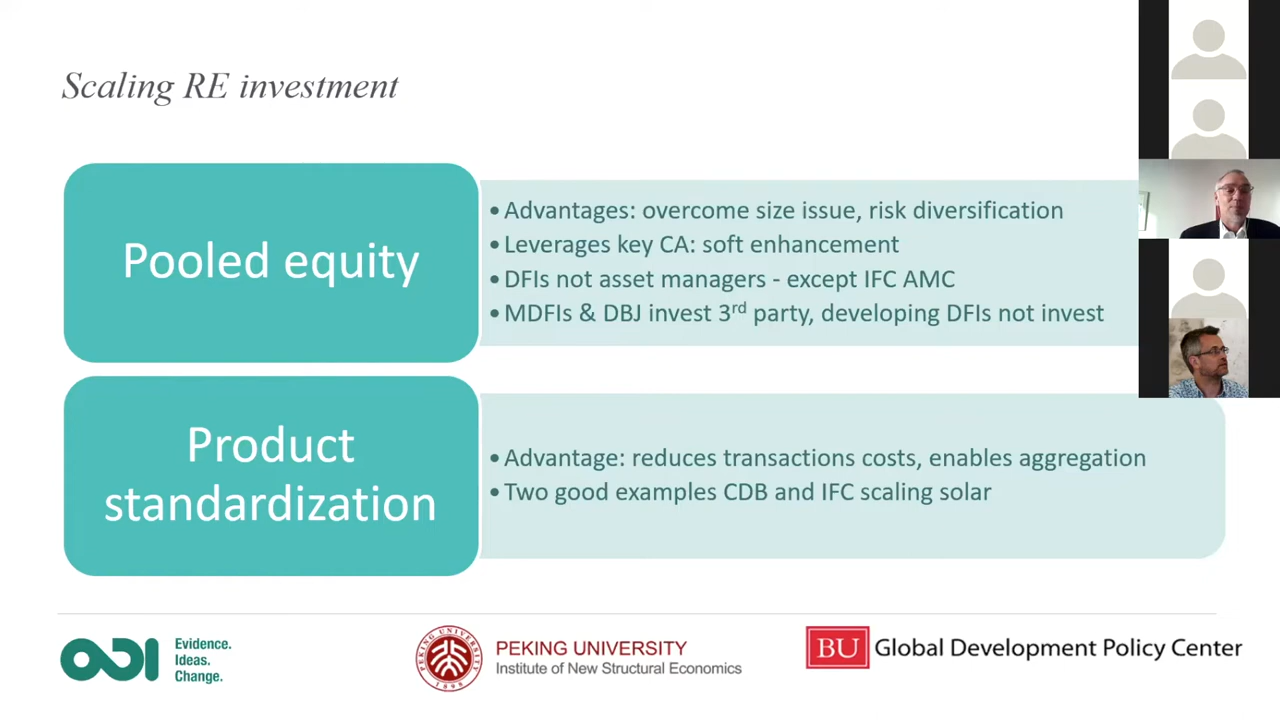 Scaling RE investment
Pooled equity
•Advantages: overcome size issue, risk diversification
•Leverages key CA: soft enhancement
•DFIs not asset managers - except IFC AMC
•MDFIs & DBJ invest 3rd party, developing DFIs not invest
Product
standardization
•Advantage: reduces transactions costs, enables aggregation
•Two good examples CDB and IFC scaling solar
ODI
Evidence.
Ideas.
Change.
PEKING UNIVERSITY
1898
PEKING UNIVERSITY
Institute of New Structural Economics
BU
Global Development Policy Center